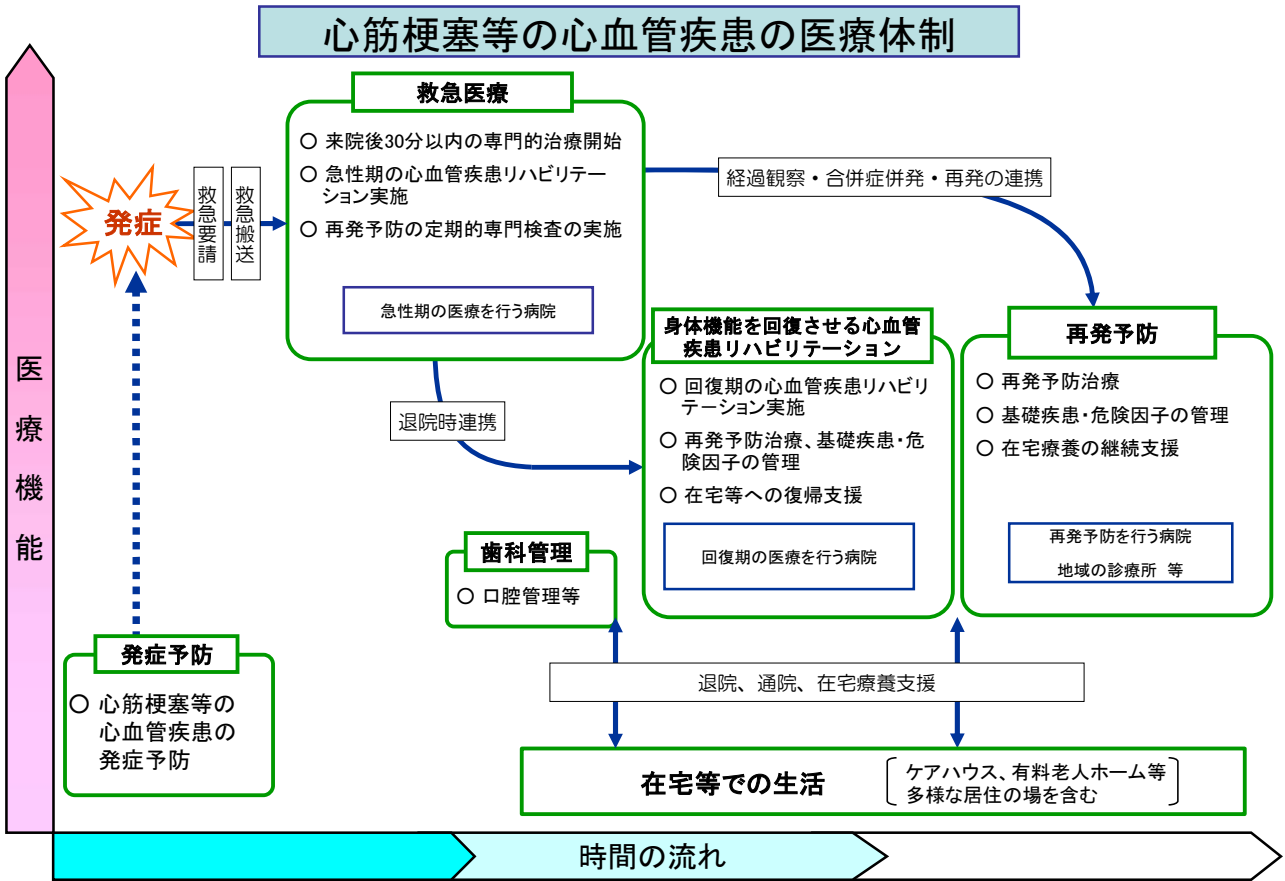 心筋梗塞等の心血管疾患の医療体制
救急医療
○ 来院後30分以内の専門的治療開始
○ 急性期の心血管疾患リハビリテー
ション実施
○ 再発予防の定期的専門検査の実施
急性期の医療を行う病院
発症
救急要請
救急搬送
経過観察・合併症併発・再発の連携
退院時連携
身体機能を回復させる心血管
疾患リハビリテーション
○ 回復期の心血管疾患リハビリ
テーション実施
○ 再発予防治療、基礎疾患・危
険因子の管理
○ 在宅等への復帰支援
回復期の医療を行う病院
再発予防
○ 再発予防治療
○ 基礎疾患・危険因子の管理
○ 在宅療養の継続支援
再発予防を行う病院
地域の診療所 等
歯科管理
○ 口腔管理等
発症予防
○ 心筋梗塞等の
心血管疾患の
発症予防
退院、通院、在宅療養支援
在宅等での生活
ケアハウス、有料老人ホーム等
多様な居住の場を含む
医療機能
時間の流れ